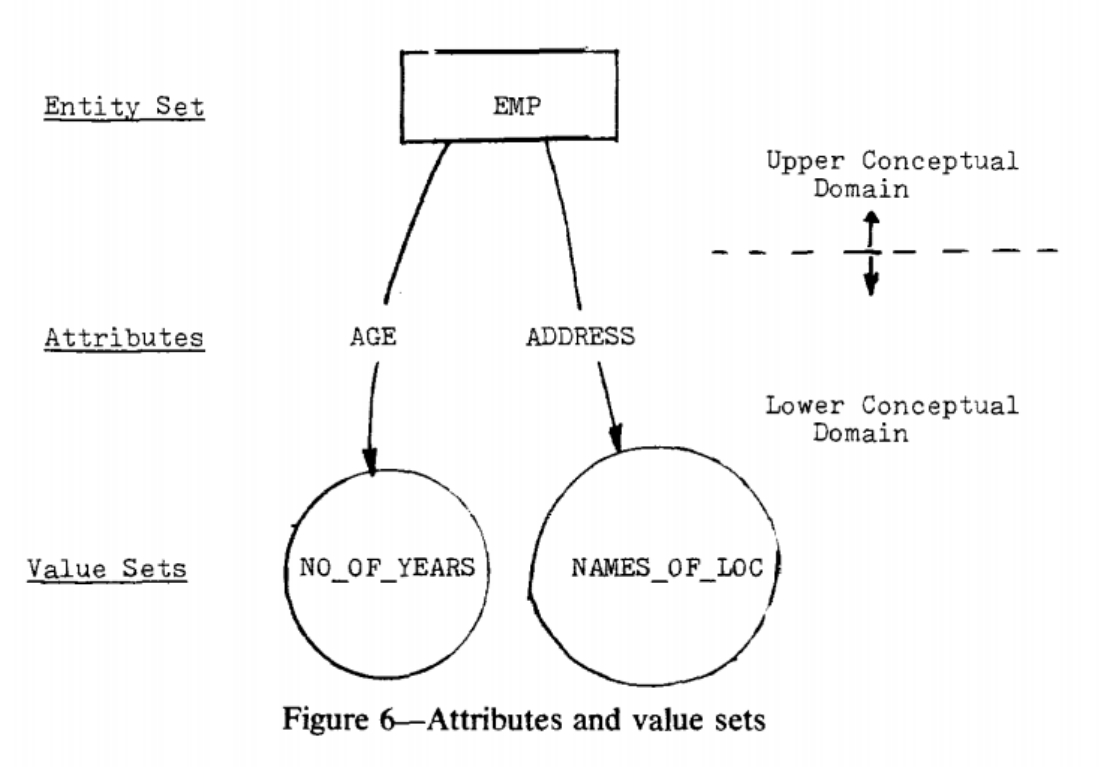 Entity Set
EMP
Upper Conceptual
Domain
Attributes
AGE
ADDRESS
Lower Conceptual
Domain
Value Sets
NO_OF_YEARS
NAMES_OF_LOC
Figure 6—Attributes and value sets